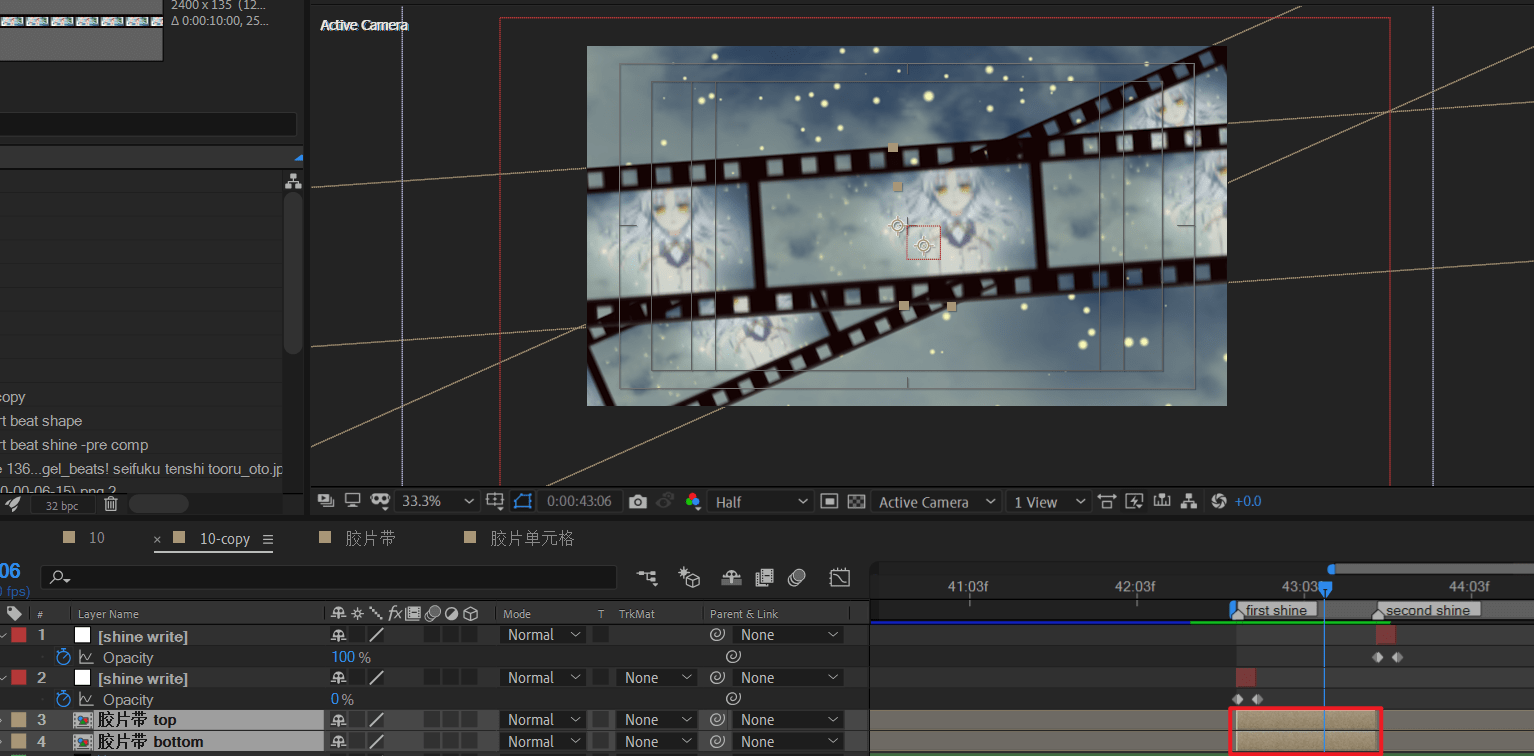 2400 x 135 (12...
Δ 0:00:10:00, 25...
Active Camera
copy
rt beat shape
rt beat shine -pre comp
e 136...gel_beats! seifuku tenshi tooru_oto.jp
0-00-06-15).png 2
32 bpc
33.3%
0:00:43:06
Half
Active Camera
1 View
+0.0
10
× 10-copy
胶片带
胶片单元格
06
fps)
41:03f 42:03f 43:03f 44:03f
# Layer Name fx Mode T TrkMat Parent & Link
first shine second shine
1 [shine write] Normal None
Opacity 100 %
2 [shine write] Normal None None
Opacity 0 %
3 胶片带 top Normal None None
4 胶片带 bottom Normal None None